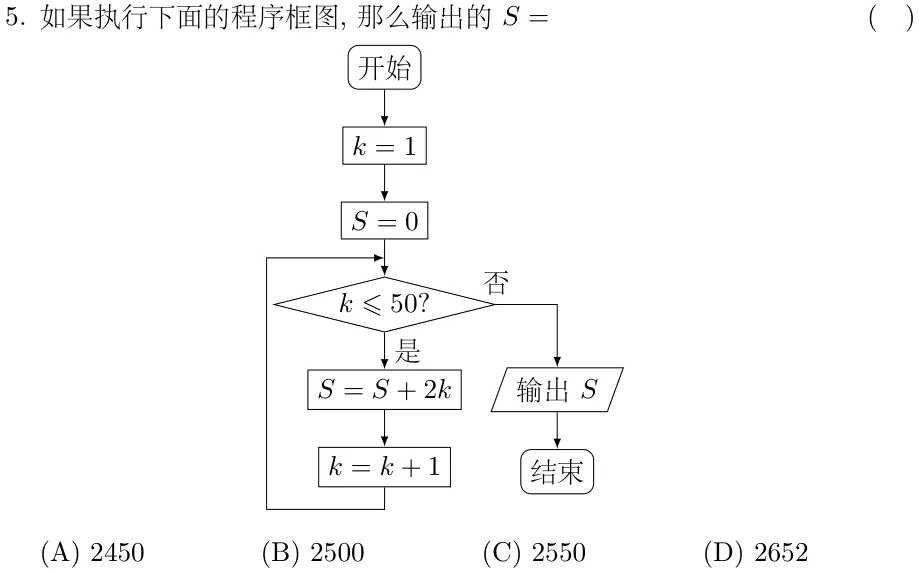 5. 如果执行下面的程序框图, 那么输出的 S = ( )
开始
k = 1
S = 0
k ⩽ 50?
否
是
S = S + 2k
输出 S
k = k + 1
结束
(A) 2450 (B) 2500 (C) 2550 (D) 2652